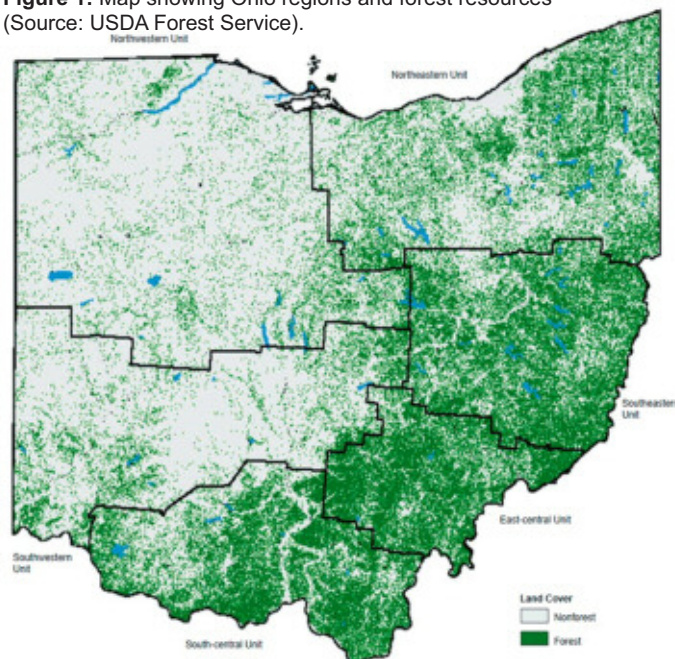 Figure 1. Map showing Ohio regions and forest resources
(Source: USDA Forest Service).
Northwestern Unit
Northeastern Unit
Southeastern
Unit
East-central Unit
Southwestern
Unit
South-central Unit
Land Cover
Nonforest
Forest